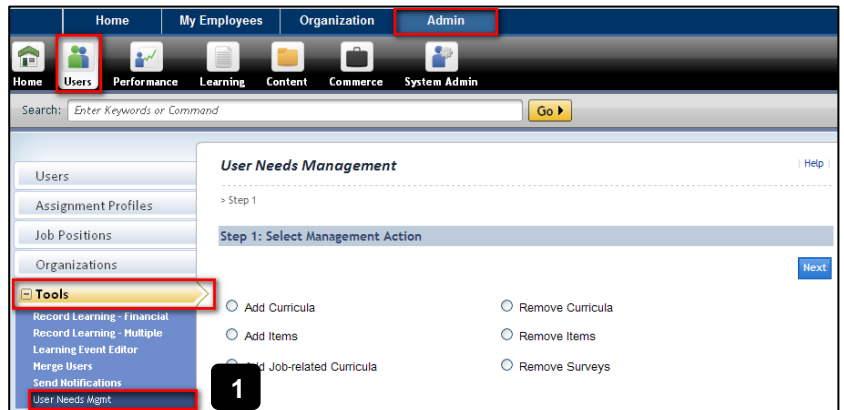 Home My Employees Organization Admin
Home Users Performance Learning Content Commerce System Admin
Search: Enter Keywords or Command Go
Users
Assignment Profiles
Job Positions
Organizations
Tools
Record Learning - Financial
Record Learning - Multiple
Learning Event Editor
Merge Users
Send Notifications
User Needs Mgmt
1
User Needs Management
Help
> Step 1
Step 1: Select Management Action
Next
Add Curricula Remove Curricula
Add Items Remove Items
Job-related Curricula Remove Surveys